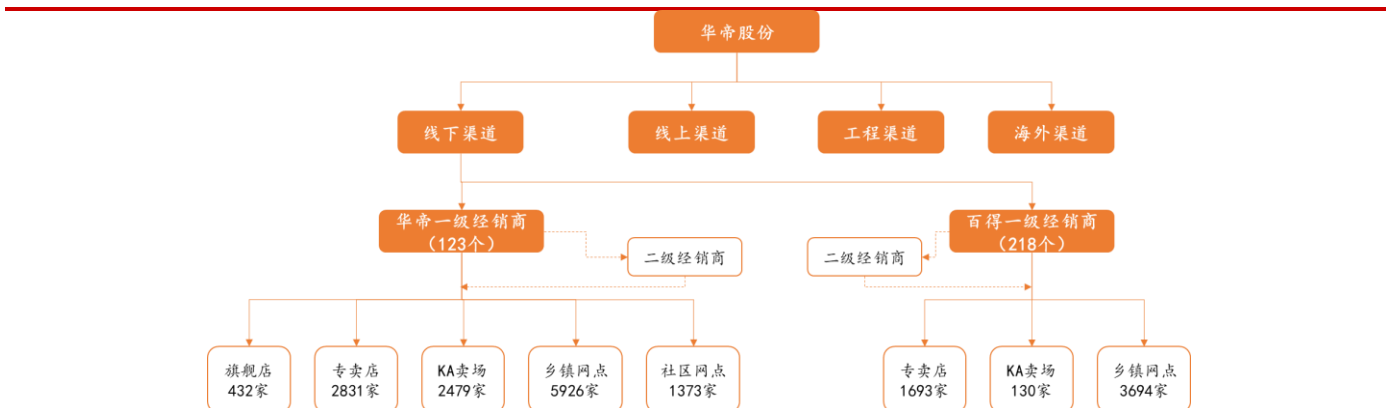 华帝股份
线下渠道
线上渠道
工程渠道
海外渠道
华帝一级经销商
（123个）
二级经销商
二级经销商
百得一级经销商
（218个）
旗舰店
432家
专卖店
2831家
KA卖场
2479家
乡镇网点
5926家
社区网点
1373家
专卖店
1693家
KA卖场
130家
乡镇网点
3694家